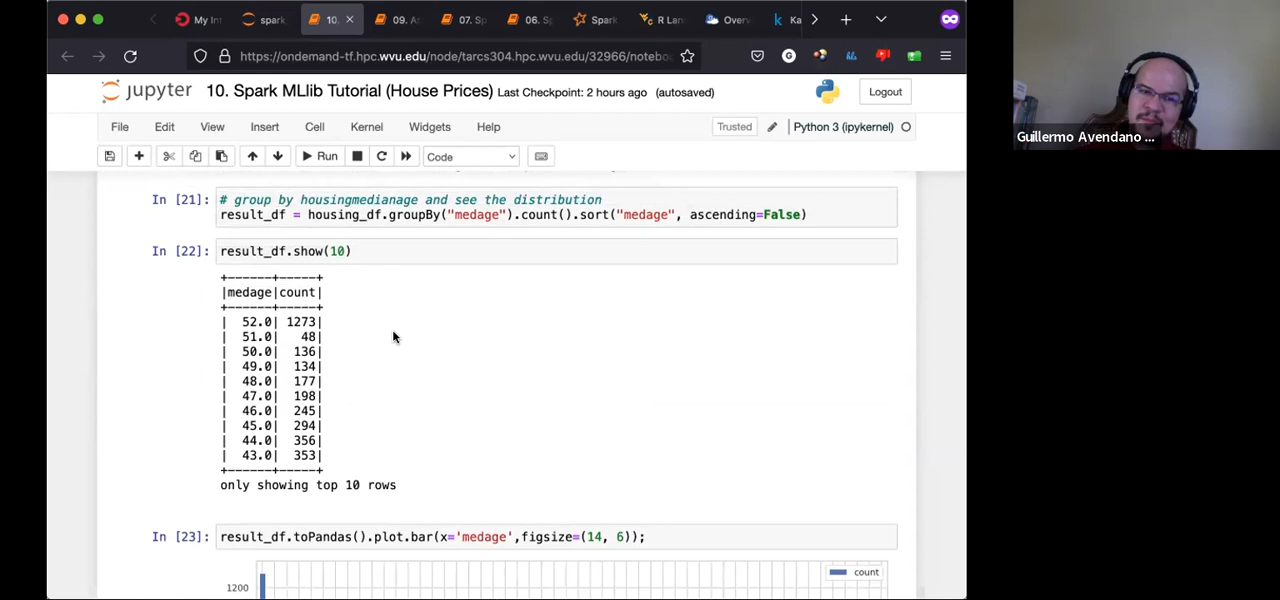 My In
spark
10.
09. A
07. Sp
06. Sp
Spark
R Lan
Overv
Ka
https://ondemand-tf.hpc.wvu.edu/node/tarcs304.hpc.wvu.edu/32966/notebo
jupyter 10. Spark MLlib Tutorial (House Prices) Last Checkpoint: 2 hours ago (autosaved)
Logout
File Edit View Insert Cell Kernel Widgets Help
Trusted Python 3 (ipykernel)
Run Code
In [21]: # group by housingmedianage and see the distribution
result_df = housing_df.groupBy("medage").count().sort("medage", ascending=False)
In [22]: result_df.show(10)
+------+-----+
|medage|count|
+------+-----+
|  52.0| 1273|
|  51.0|   48|
|  50.0|  136|
|  49.0|  134|
|  48.0|  177|
|  47.0|  198|
|  46.0|  245|
|  45.0|  294|
|  44.0|  356|
|  43.0|  353|
+------+-----+
only showing top 10 rows
In [23]: result_df.toPandas().plot.bar(x='medage',figsize=(14, 6));
count
1200
Guillermo Avendano ...